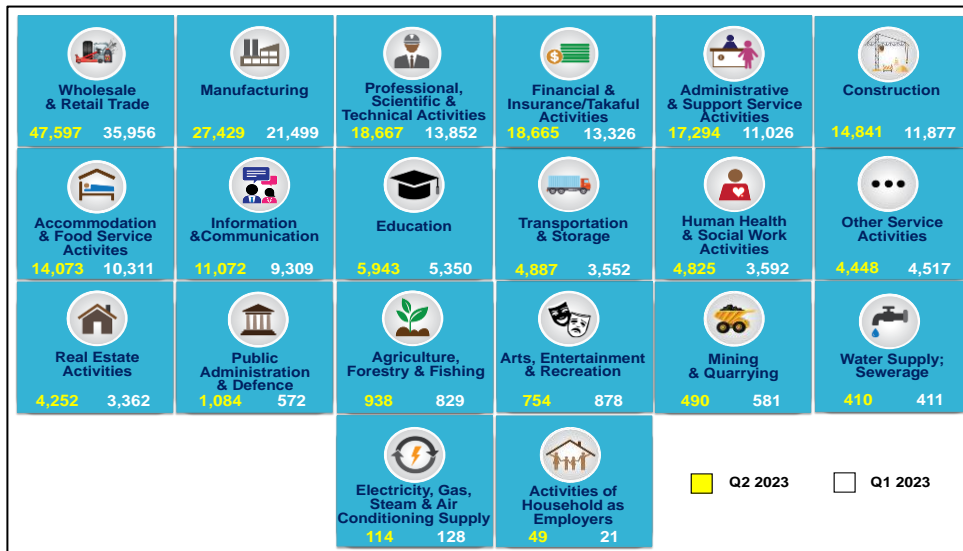 Wholesale
& Retail Trade
47,597 35,956
Manufacturing
27,429 21,499
Professional,
Scientific &
Technical Activities
18,667 13,852
Financial &
Insurance/Takaful
Activities
18,665 13,326
Administrative
& Support Service
Activities
17,294 11,026
Construction
14,841 11,877
Accommodation
& Food Service
Activites
14,073 10,311
Information
&Communication
11,072 9,309
Education
5,943 5,350
Transportation
& Storage
4,887 3,552
Human Health
& Social Work
Activities
4,825 3,592
Other Service
Activities
4,448 4,517
Real Estate
Activities
4,252 3,362
Public
Administration
& Defence
1,084 572
Agriculture,
Forestry & Fishing
938 829
Arts, Entertainment
& Recreation
754 878
Mining
& Quarrying
490 581
Water Supply;
Sewerage
410 411
Electricity, Gas,
Steam & Air
Conditioning Supply
114 128
Activities of
Household as
Employers
49 21
Q2 2023 Q1 2023